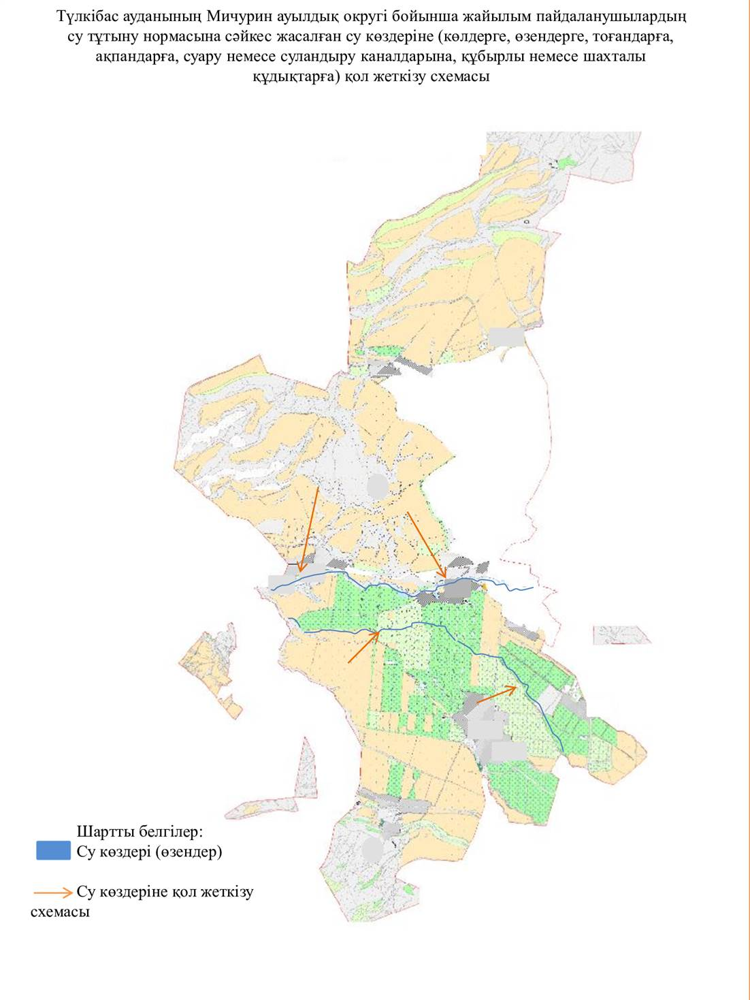 Түлкібас ауданының Мичурин ауылдық округі бойынша жайылым пайдаланушылардың
су тұтыну нормасына сәйкес жасалған су көздеріне (көлдерге, өзендерге, тоғандарға,
ақпандарға, суару немесе суландыру каналдарына, құбырлы немесе шахталы
құдықтарға) қол жеткізу схемасы
Шартты белгілер:
Су көздері (өзендер)
Су көздеріне қол жеткізу
схемасы